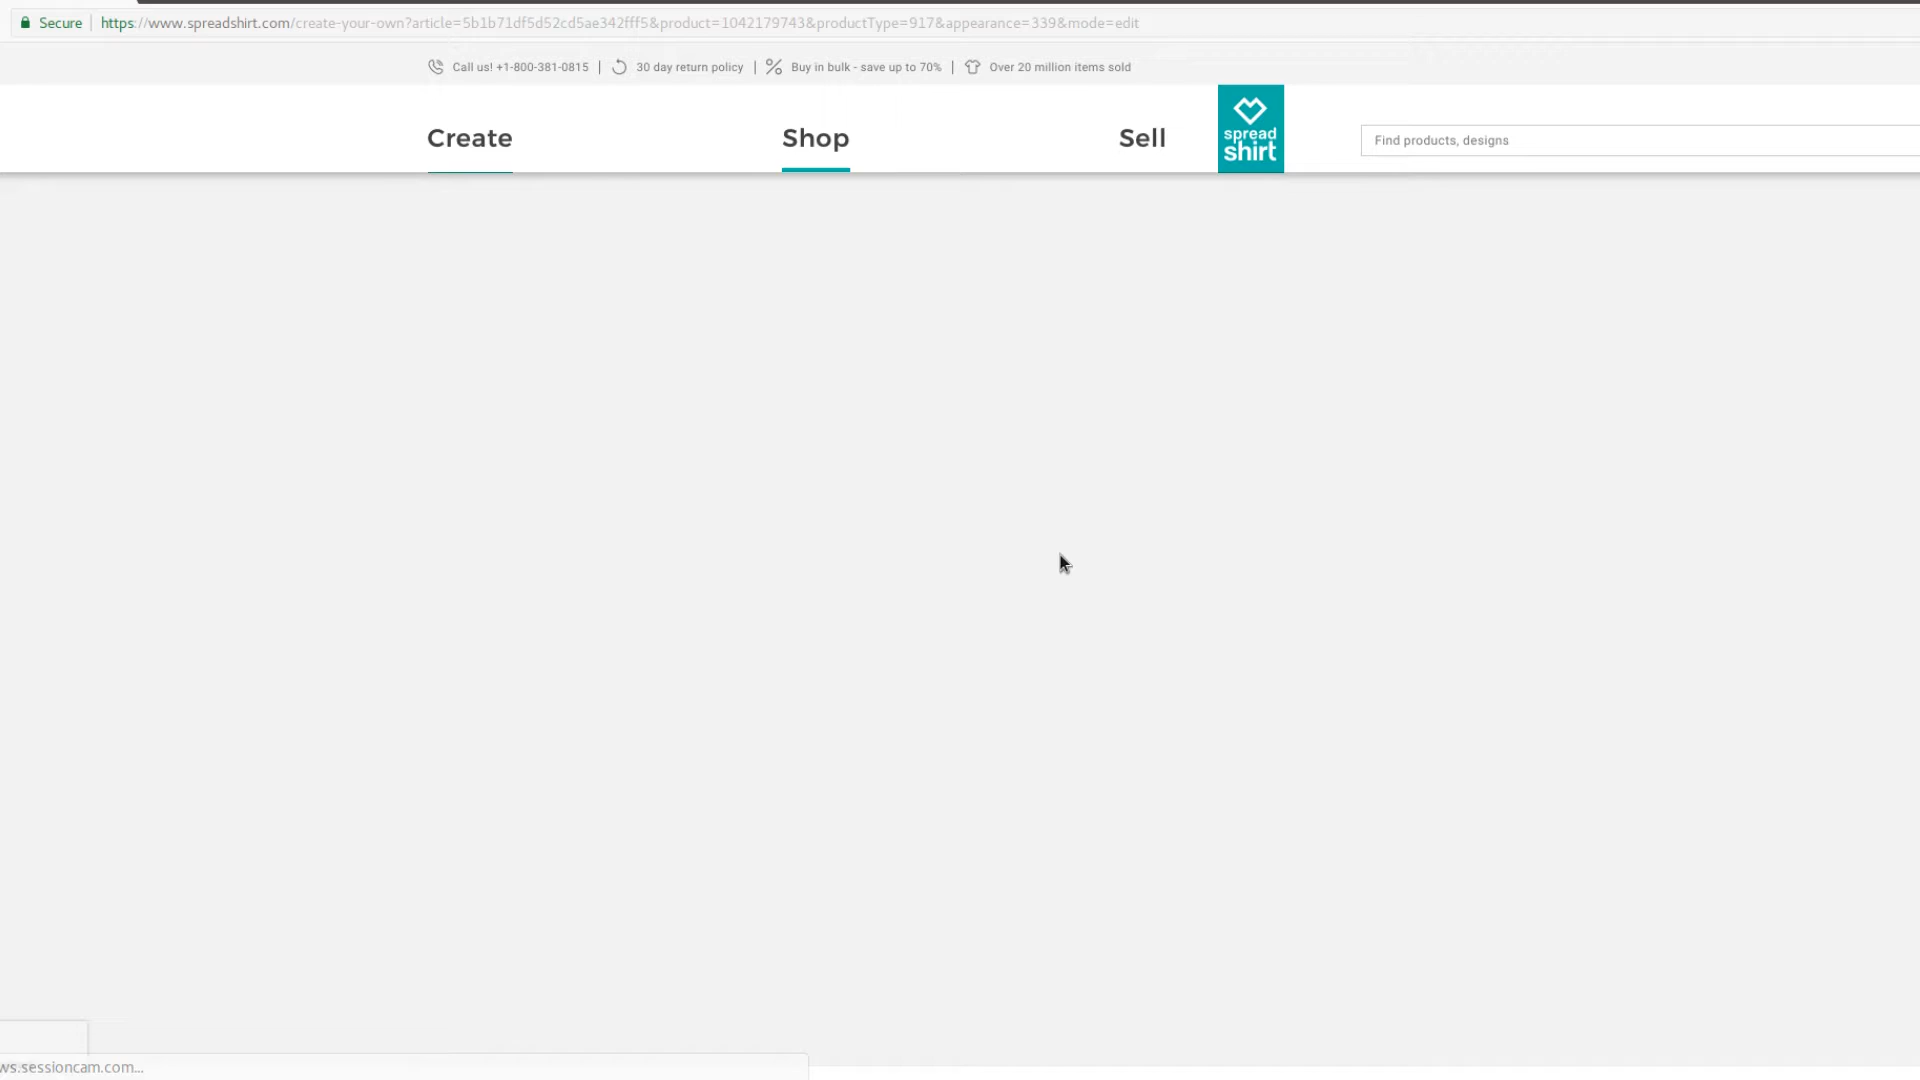 Secure https://www.spreadshirt.com/create-your-own?article=5b1b71df5d52cd5ae342fff5&product=1042179743&productType=917&appearance=339&mode=edit
Call us! +1-800-381-0815 | 30 day return policy | Buy in bulk - save up to 70% | Over 20 million items sold
Create Shop Sell spread shirt Find products, designs
ws.sessioncam.com...